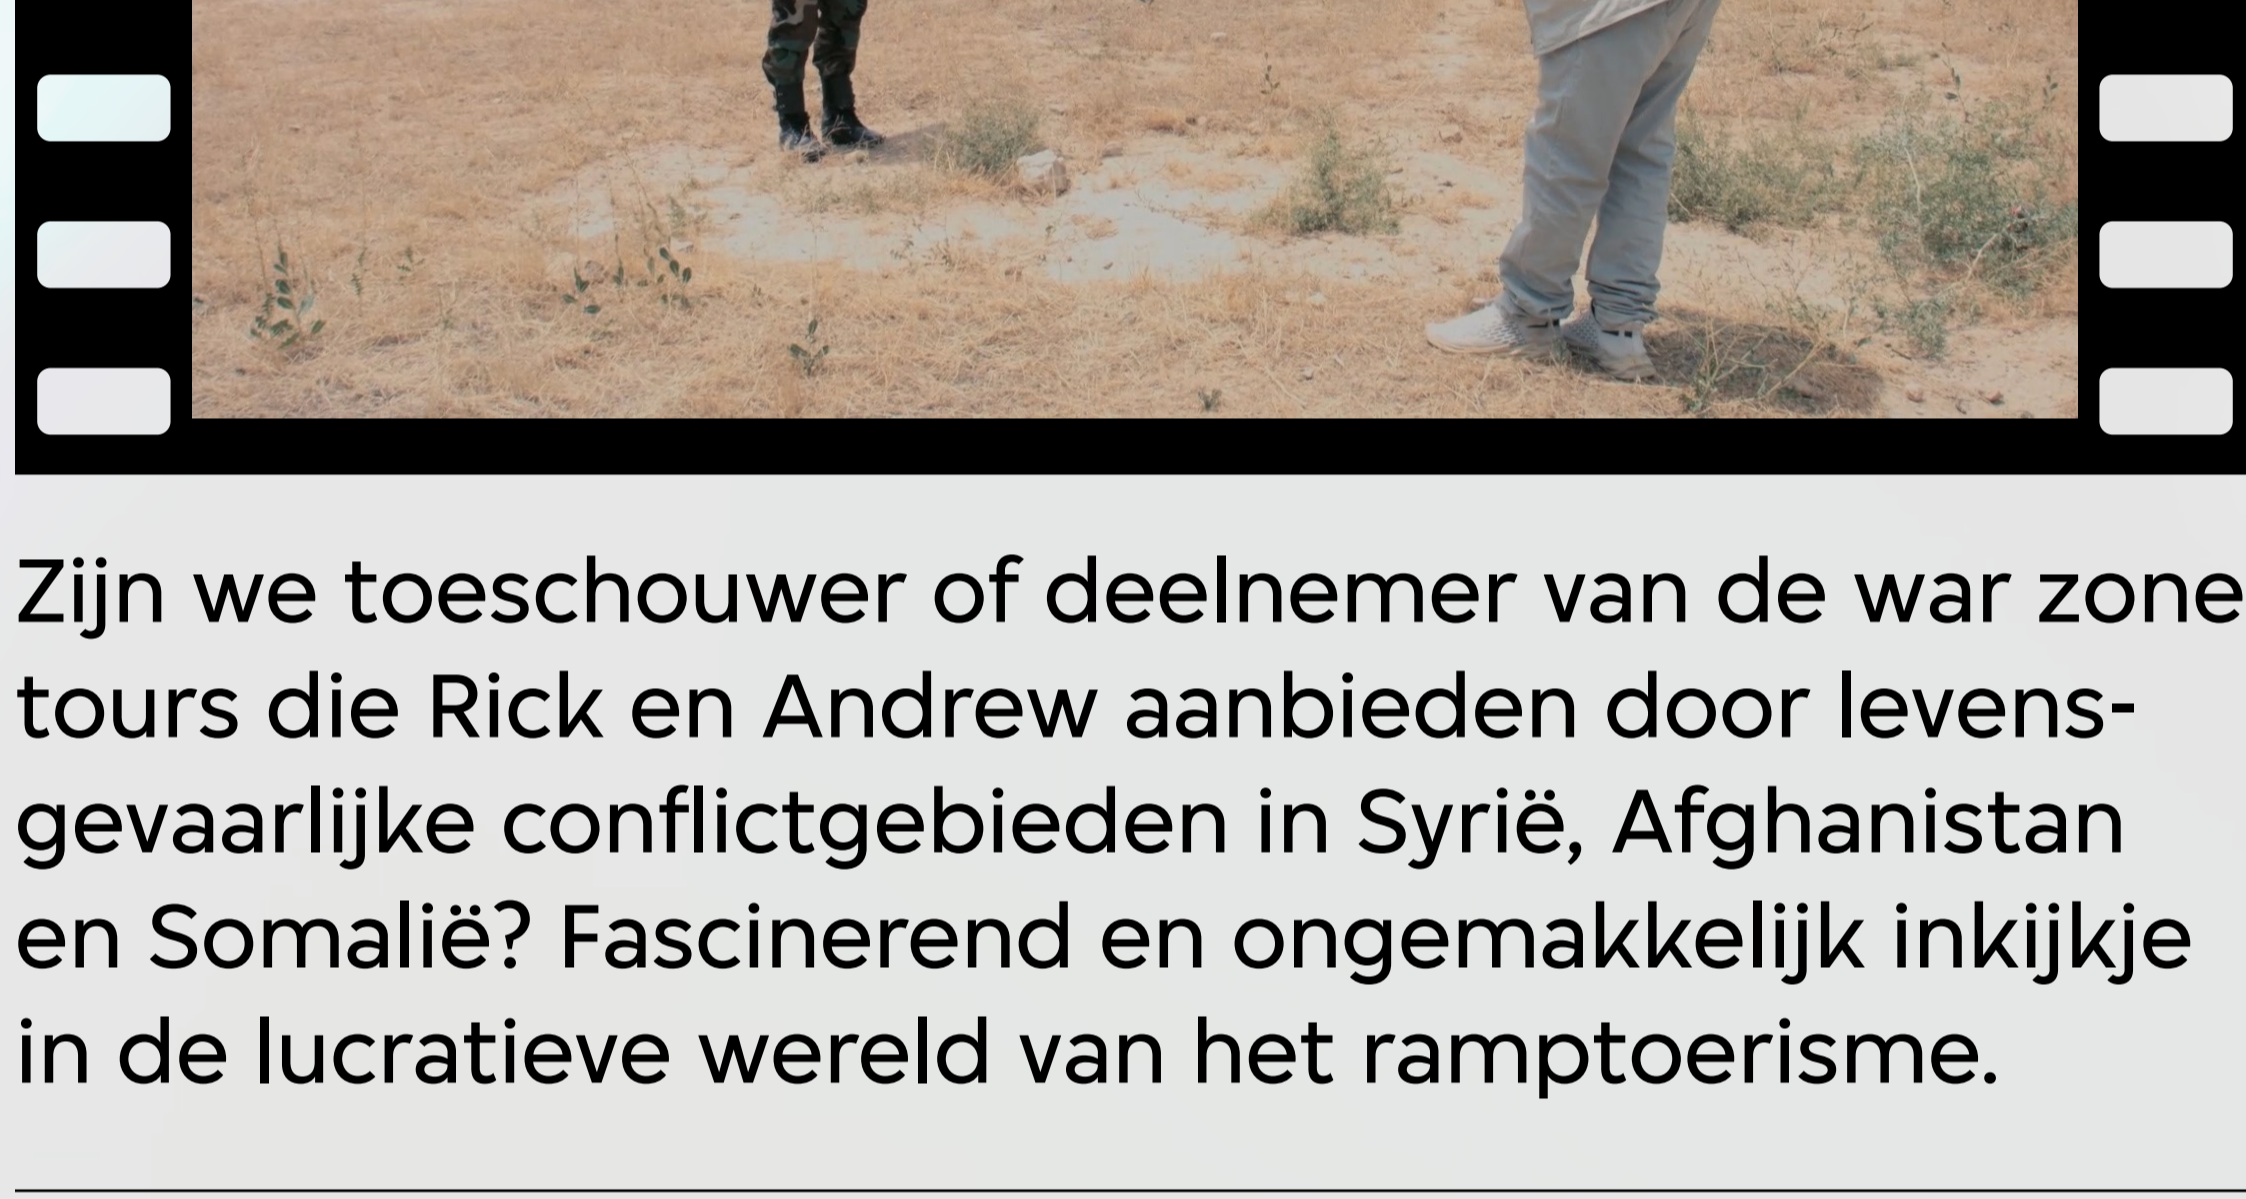 Zijn we toeschouwer of deelnemer van de war zone
tours die Rick en Andrew aanbieden door levens-
gevaarlijke conflictgebieden in Syrië, Afghanistan
en Somalië? Fascinerend en ongemakkelijk inkijkje
in de lucratieve wereld van het ramptoerisme.